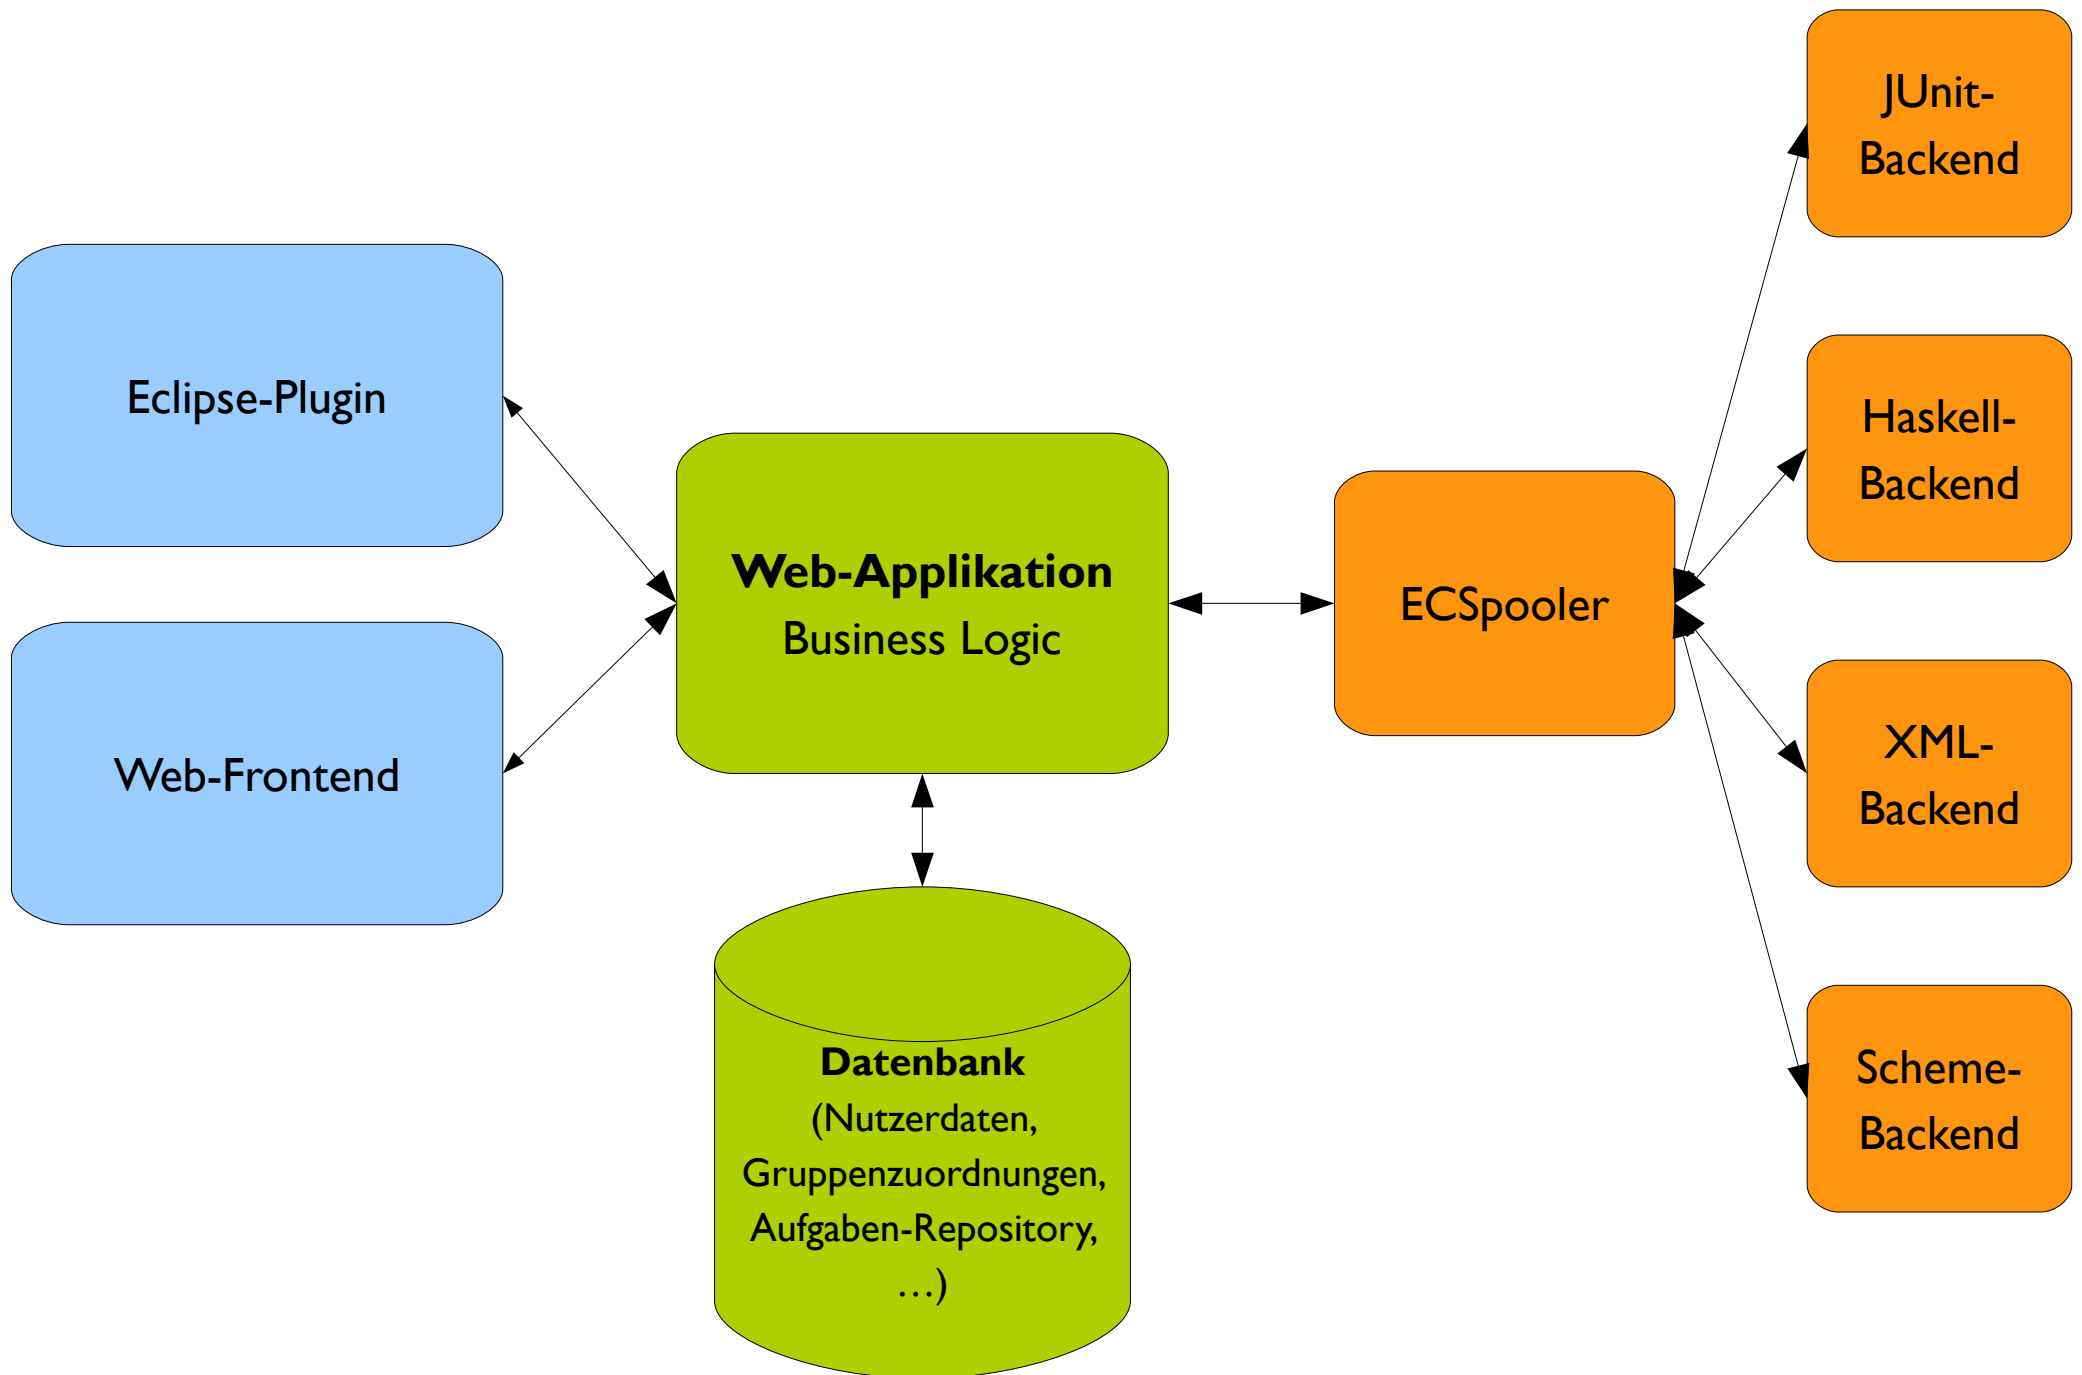 Eclipse-Plugin
Web-Frontend
Web-Applikation
Business Logic
Datenbank
(Nutzerdaten,
Gruppenzuordnungen,
Aufgaben-Repository,
…)
ECSpooler
JUnit-
Backend
Haskell-
Backend
XML-
Backend
Scheme-
Backend